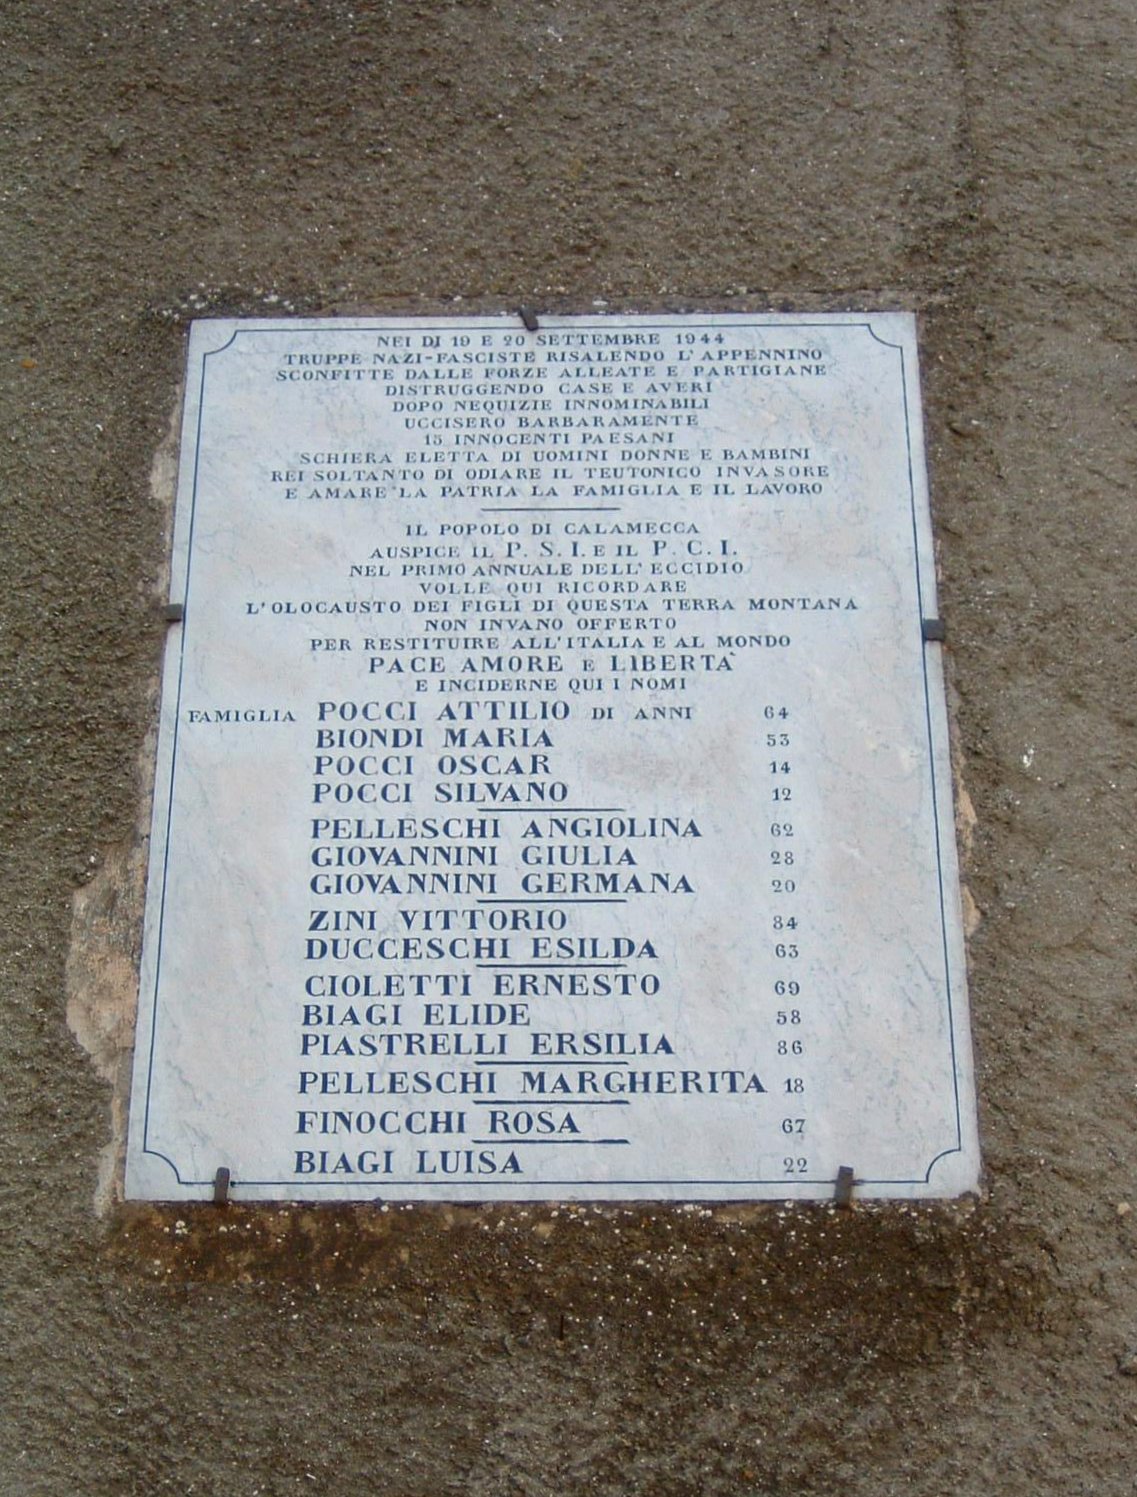 NEI DI 19 E 20 SETTEMBRE 1944
TRUPPE NAZI-FASCISTE RISALENDO L'APPENNINO
SCONFITTE DALLE FORZE ALLEATE E PARTIGIANE
DISTRUGGENDO CASE E AVERI
DOPO NEQUIZIE INNOMINABILI
UCCISERO BARBARAMENTE
15 INNOCENTI PAESANI
SCHIERA ELETTA DI UOMINI DONNE E BAMBINI
REI SOLTANTO DI ODIARE IL TEUTONICO INVASORE
E AMARE LA PATRIA LA FAMIGLIA E IL LAVORO
IL POPOLO DI CALAMECCA
AUSPICE IL P. S. I. E IL P. C. I.
NEL PRIMO ANNUALE DELL' ECCIDIO
VOLLE QUI RICORDARE
L'OLOCAUSTO DEI FIGLI DI QUESTA TERRA MONTANA
NON INVANO OFFERTO
PER RESTITUIRE ALL'ITALIA E AL MONDO
PACE AMORE E LIBERTÀ
E INCIDERNE QUI I NOMI
FAMIGLIA POCCI ATTILIO DI ANNI 64
BIONDI MARIA 53
POCCI OSCAR 14
POCCI SILVANO 12
PELLESCHI ANGIOLINA 62
GIOVANNINI GIULIA 28
GIOVANNINI GERMANA 20
ZINI VITTORIO 84
DUCCESCHI ESILDA 63
CIOLETTI ERNESTO 69
BIAGI ELIDE 58
PIASTRELLI ERSILIA 86
PELLESCHI MARGHERITA 18
FINOCCHI ROSA 67
BIAGI LUISA 22